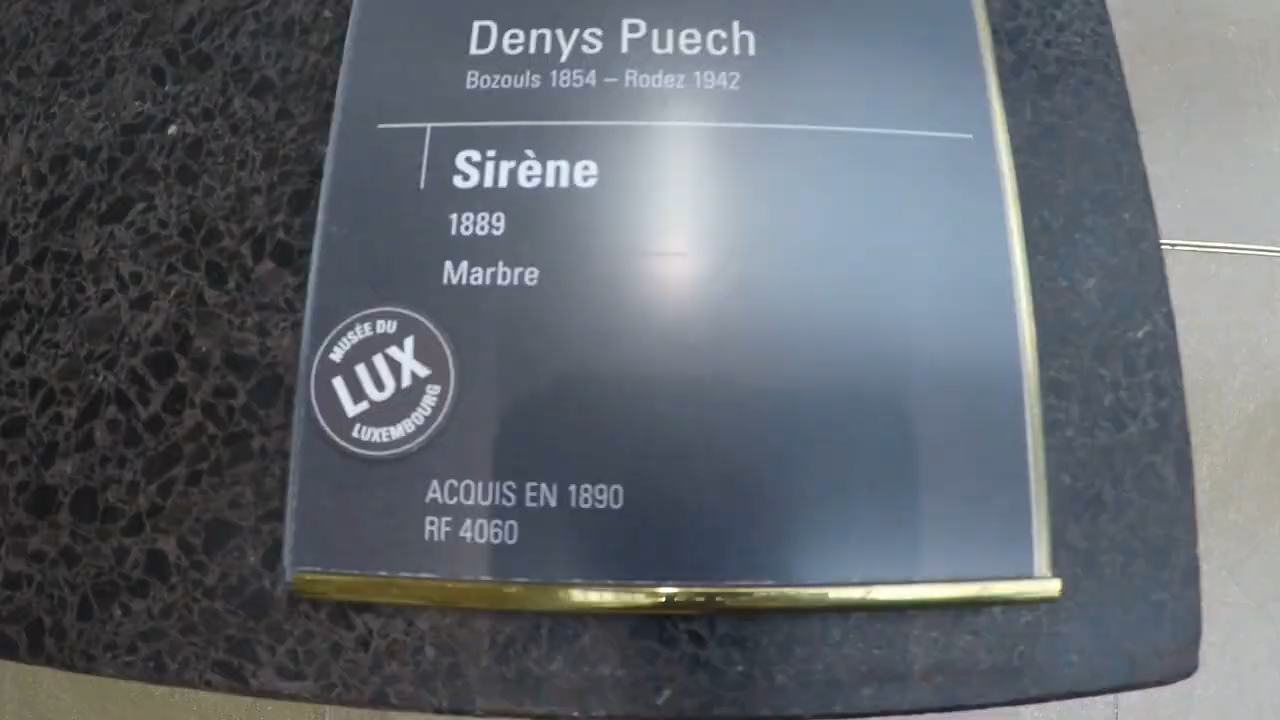 Denys Puech
Bozouls 1854 – Rodez 1942
Sirène
1889
Marbre
MUSÉE DU
LUX
LUXEMBOURG
ACQUIS EN 1890
RF 4060